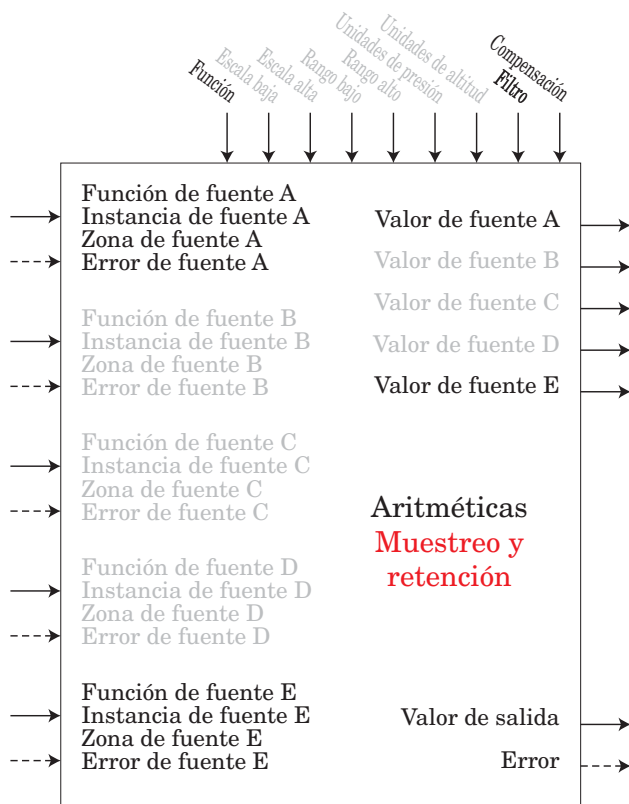 Función
Escala baja
Escala alta
Rango bajo
Rango alto
Unidades de presión
Unidades de altitud
Filtro
Compensación
Función de fuente A
Instancia de fuente A
Zona de fuente A
Error de fuente A
Función de fuente B
Instancia de fuente B
Zona de fuente B
Error de fuente B
Función de fuente C
Instancia de fuente C
Zona de fuente C
Error de fuente C
Función de fuente D
Instancia de fuente D
Zona de fuente D
Error de fuente D
Función de fuente E
Instancia de fuente E
Zona de fuente E
Error de fuente E
Valor de fuente A
Valor de fuente B
Valor de fuente C
Valor de fuente D
Valor de fuente E
Aritméticas
Muestreo y
retención
Valor de salida
Error